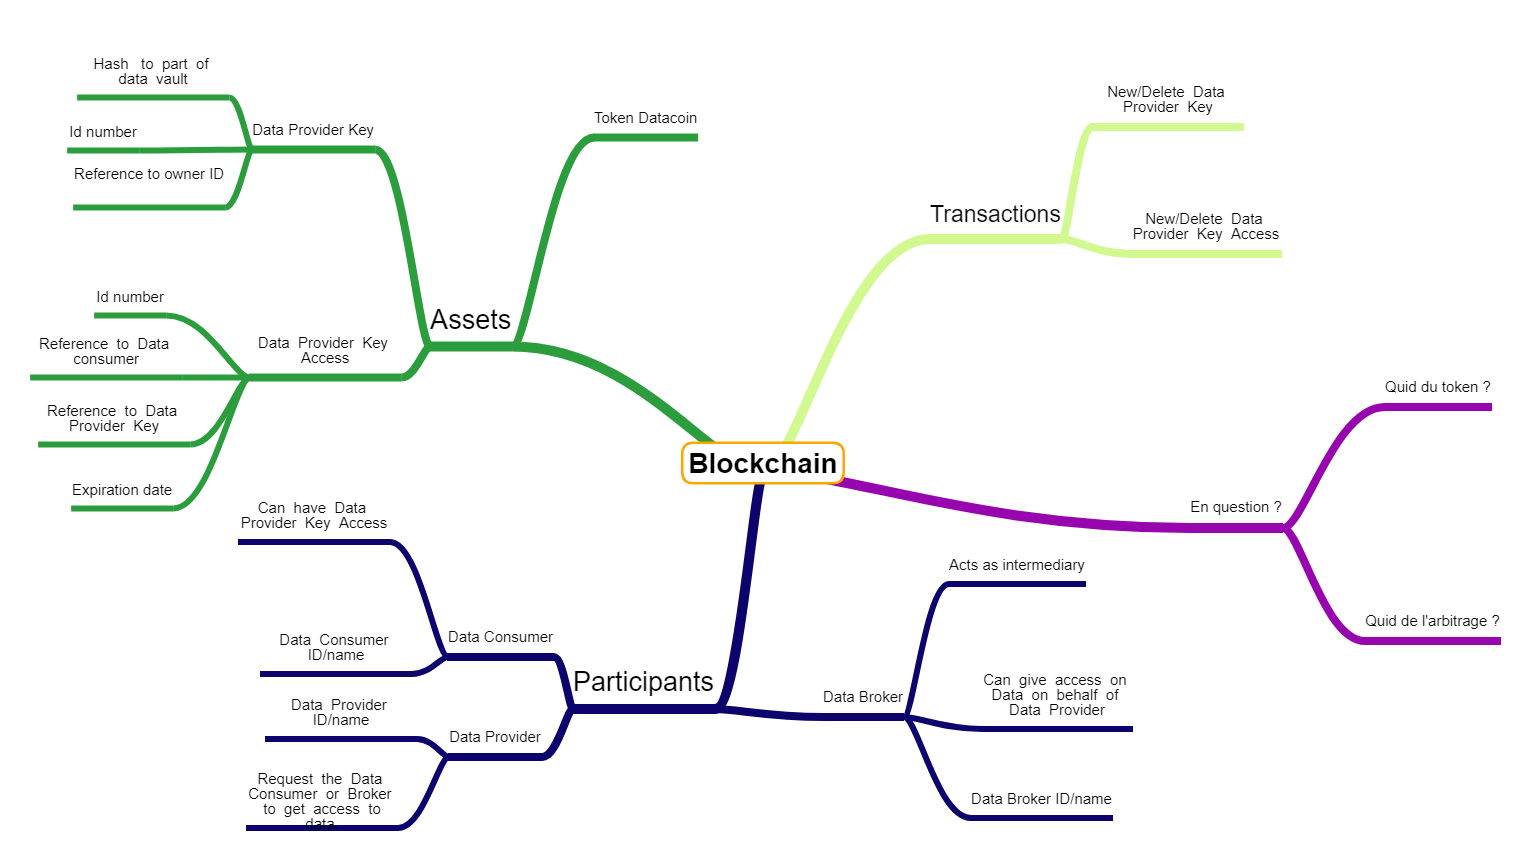 Hash to part of
data vault
Id number
Data Provider Key
Reference to owner ID
Token Datacoin
Id number
Reference to Data
consumer
Data Provider Key
Access
Assets
Reference to Data
Provider Key
Expiration date
New/Delete Data
Provider Key
Transactions
New/Delete Data
Provider Key Access
Blockchain
Quid du token ?
En question ?
Quid de l'arbitrage ?
Can have Data
Provider Key Access
Data Consumer
Data Consumer
ID/name
Participants
Data Provider
ID/name
Data Provider
Request the Data
Consumer or Broker
to get access to
data.
Acts as intermediary
Data Broker
Can give access on
Data on behalf of
Data Provider
Data Broker ID/name